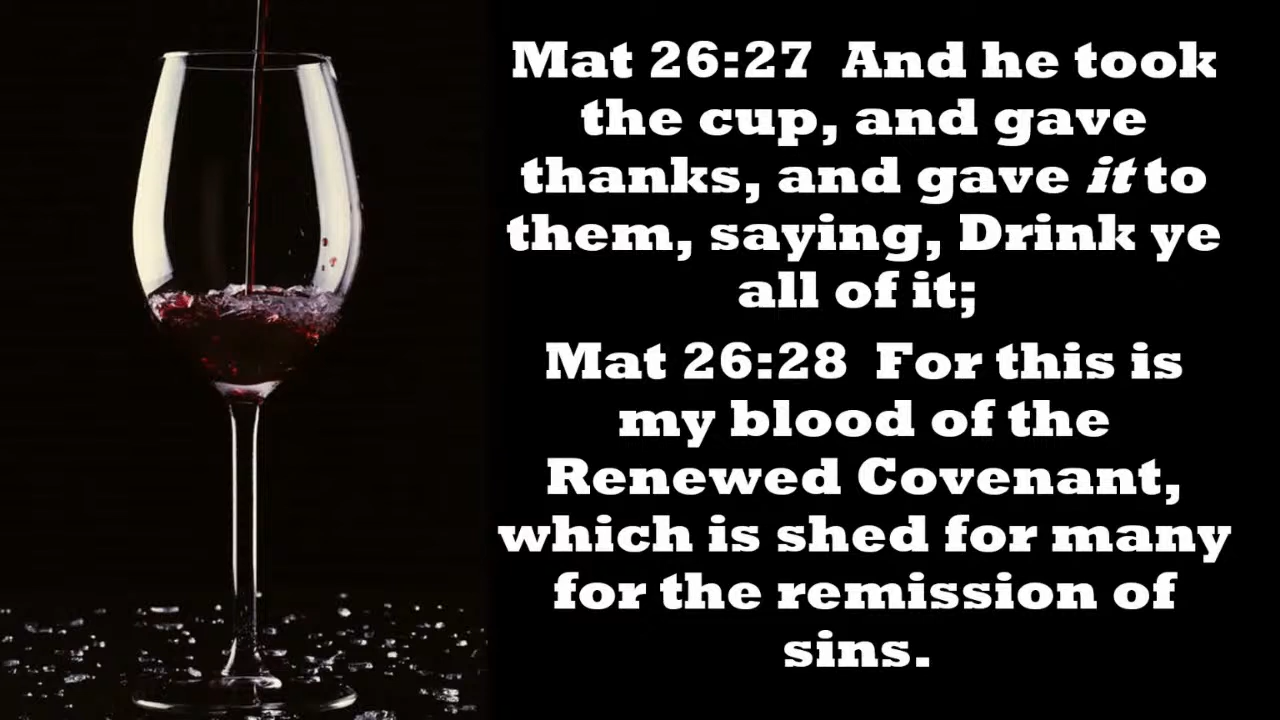 Mat 26:27 And he took
the cup, and gave
thanks, and gave it to
them, saying, Drink ye
all of it;
Mat 26:28 For this is
my blood of the
Renewed Covenant,
which is shed for many
for the remission of
sins.